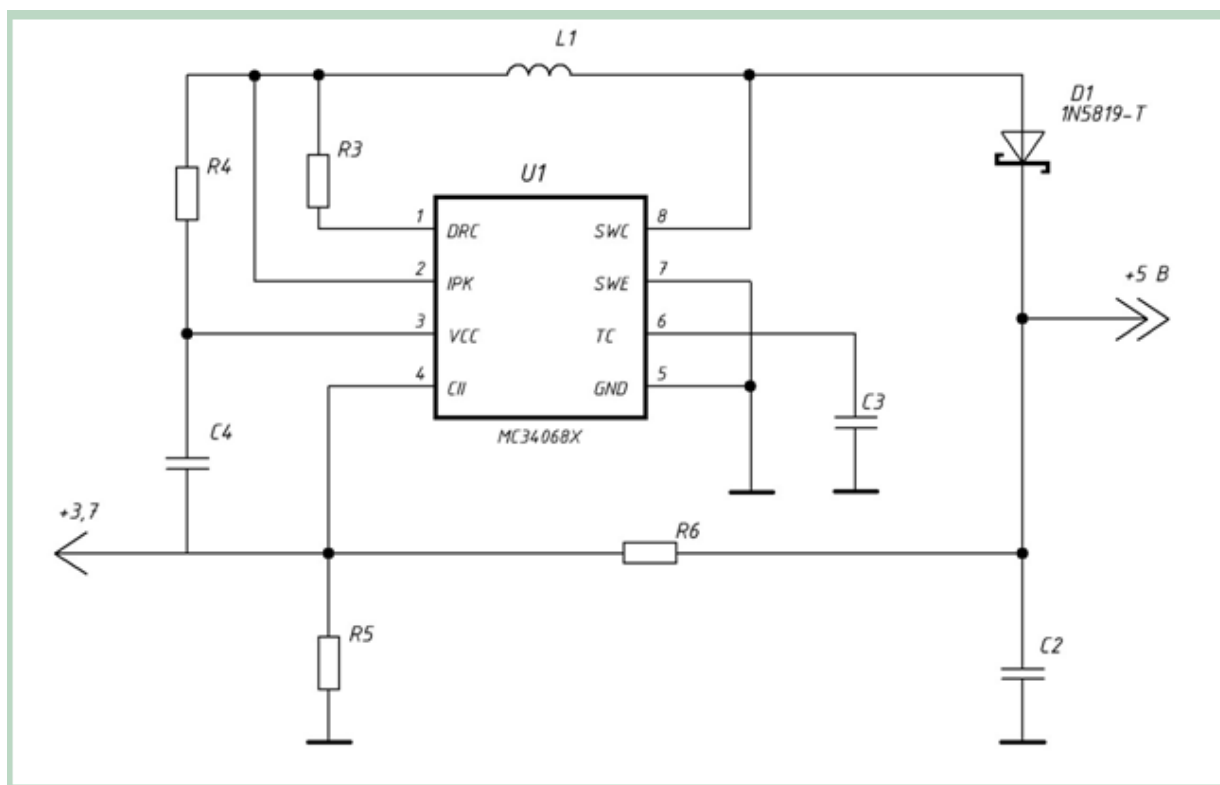 L1
D1
1N5819-T
R4
R3
U1
1
DRC
SWC
8
2
IPK
SWE
7
+5 В
3
VCC
TC
6
4
CII
GND
5
C4
MC34068X
C3
+3,7
R6
R5
C2